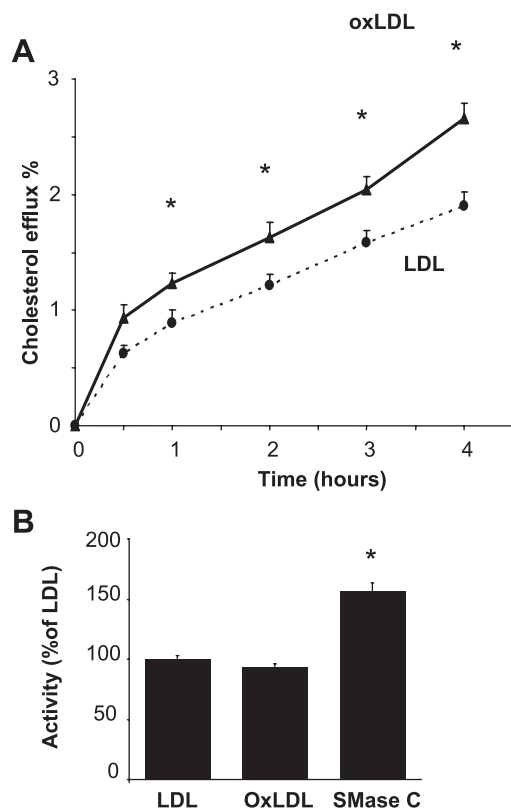 oxLDL
A
*
3
*
*
*
2
LDL
1
0
Cholesterol efflux %
0 1 2 3 4
Time (hours)
B
200
*
150
100
50
0
Activity (%of LDL)
LDL OxLDL SMase C